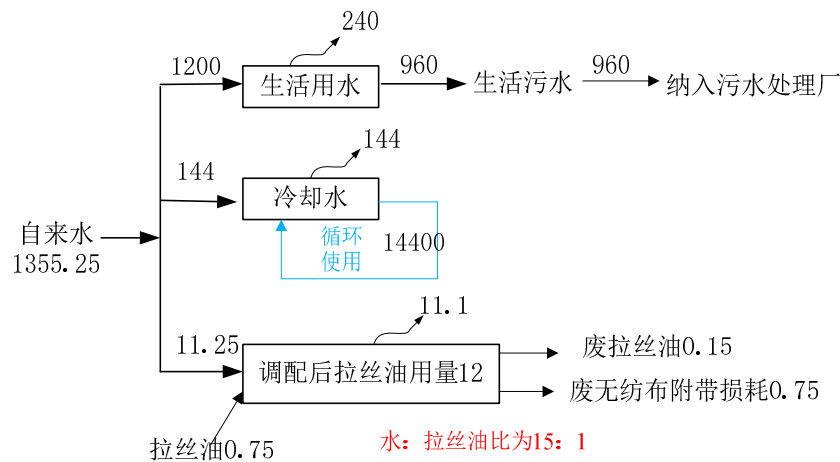 240
1200
生活用水
960
生活污水
960
纳入污水处理厂
144
144
冷却水
循环
使用
14400
自来水
1355.25
11.1
11.25
调配后拉丝油用量12
废拉丝油0.15
废无纺布附带损耗0.75
拉丝油0.75
水：拉丝油比为15：1